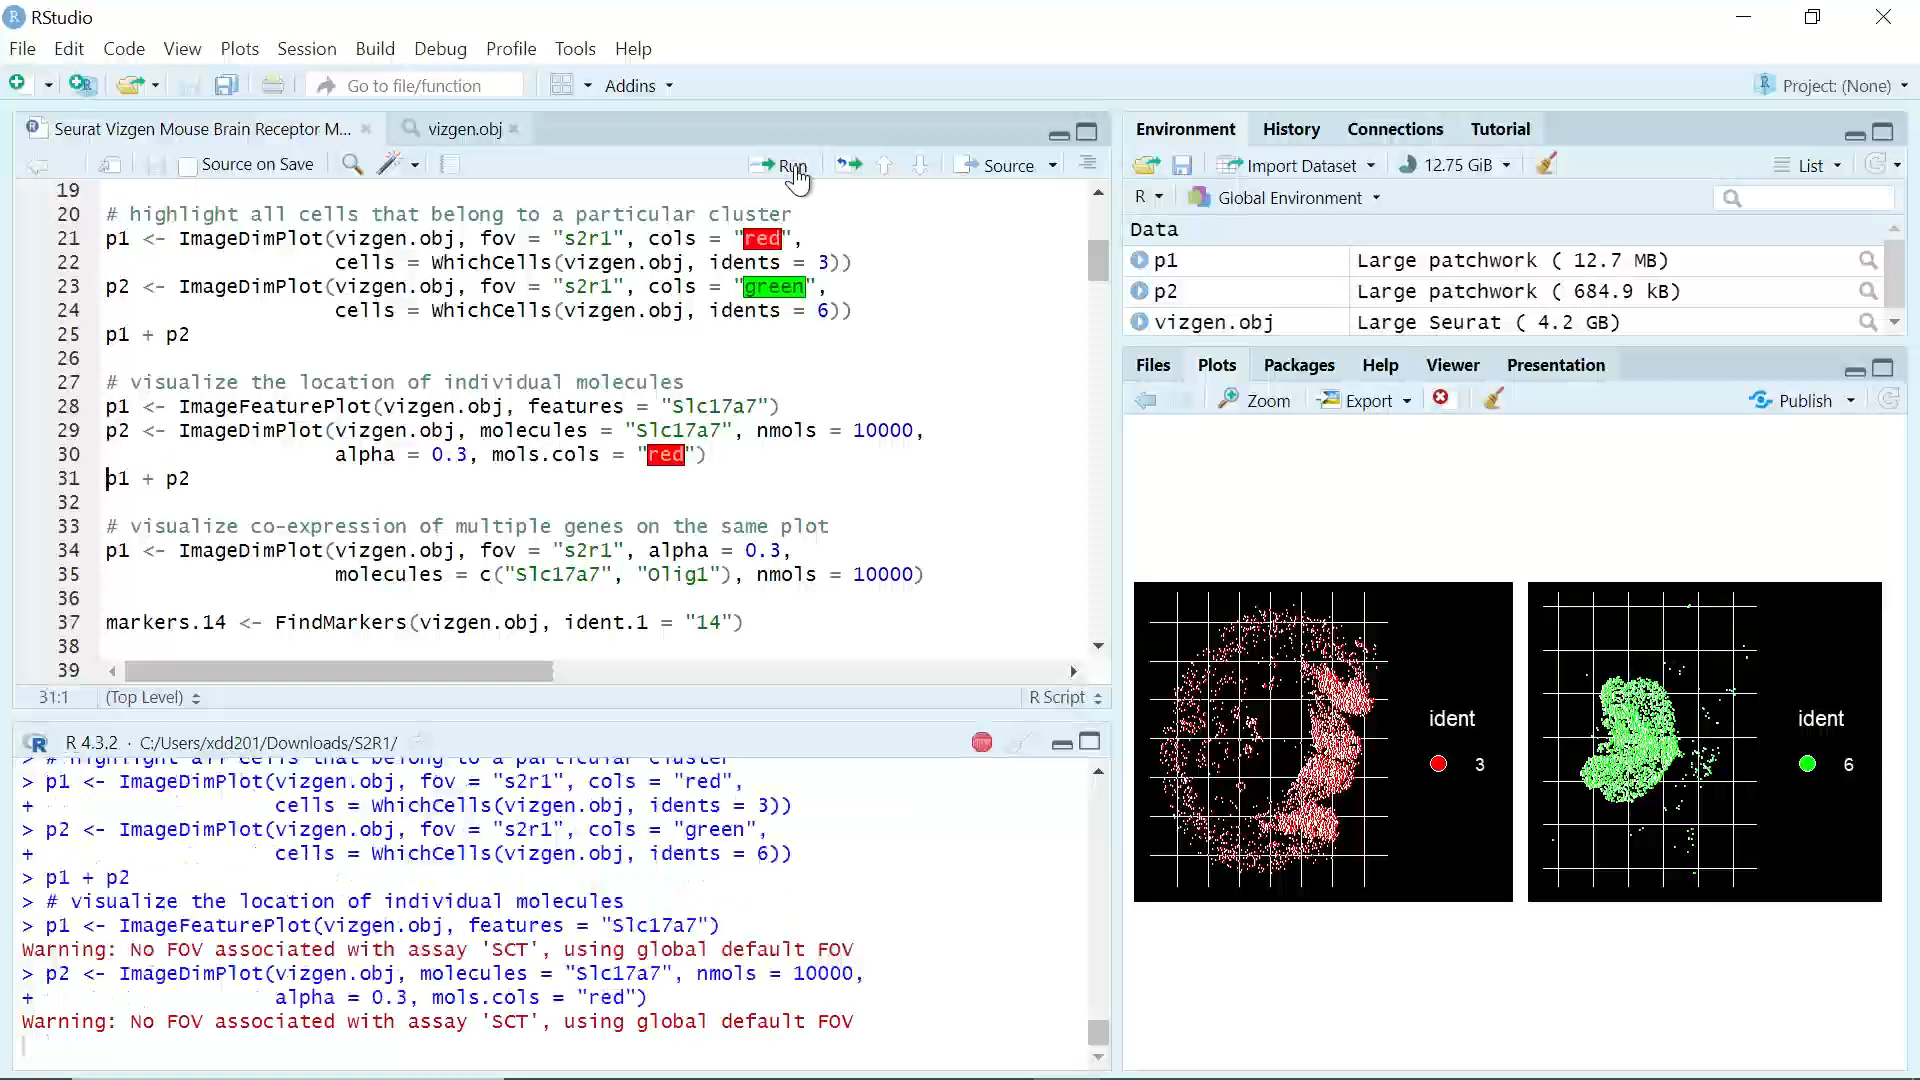 RStudio
File Edit Code View Plots Session Build Debug Profile Tools Help
Go to file/function Addins Project: (None)
Seurat Vizgen Mouse Brain Receptor M... vizgen.obj
Source on Save Run Source
19
20 # highlight all cells that belong to a particular cluster
21 p1 <- ImageDimPlot(vizgen.obj, fov = "s2r1", cols = "red",
22 cells = WhichCells(vizgen.obj, idents = 3))
23 p2 <- ImageDimPlot(vizgen.obj, fov = "s2r1", cols = "green",
24 cells = WhichCells(vizgen.obj, idents = 6))
25 p1 + p2
26
27 # visualize the location of individual molecules
28 p1 <- ImageFeaturePlot(vizgen.obj, features = "Slc17a7")
29 p2 <- ImageDimPlot(vizgen.obj, molecules = "Slc17a7", nmols = 10000,
30 alpha = 0.3, mols.cols = "red")
31 p1 + p2
32
33 # visualize co-expression of multiple genes on the same plot
34 p1 <- ImageDimPlot(vizgen.obj, fov = "s2r1", alpha = 0.3,
35 molecules = c("Slc17a7", "Olig1"), nmols = 10000)
36
37 markers.14 <- FindMarkers(vizgen.obj, ident.1 = "14")
38
39
31:1 (Top Level) R Script
R 4.3.2 · C:/Users/xdd201/Downloads/S2R1/
> # highlight all cells that belong to a particular cluster
> p1 <- ImageDimPlot(vizgen.obj, fov = "s2r1", cols = "red",
+ cells = WhichCells(vizgen.obj, idents = 3))
> p2 <- ImageDimPlot(vizgen.obj, fov = "s2r1", cols = "green",
+ cells = WhichCells(vizgen.obj, idents = 6))
> p1 + p2
> # visualize the location of individual molecules
> p1 <- ImageFeaturePlot(vizgen.obj, features = "Slc17a7")
Warning: No FOV associated with assay 'SCT', using global default FOV
> p2 <- ImageDimPlot(vizgen.obj, molecules = "Slc17a7", nmols = 10000,
+ alpha = 0.3, mols.cols = "red")
Warning: No FOV associated with assay 'SCT', using global default FOV
Environment History Connections Tutorial
Import Dataset 12.75 GiB List
R Global Environment
Data
p1 Large patchwork ( 12.7 MB)
p2 Large patchwork ( 684.9 kB)
vizgen.obj Large Seurat ( 4.2 GB)
Files Plots Packages Help Viewer Presentation
Zoom Export Publish
ident
3
ident
6